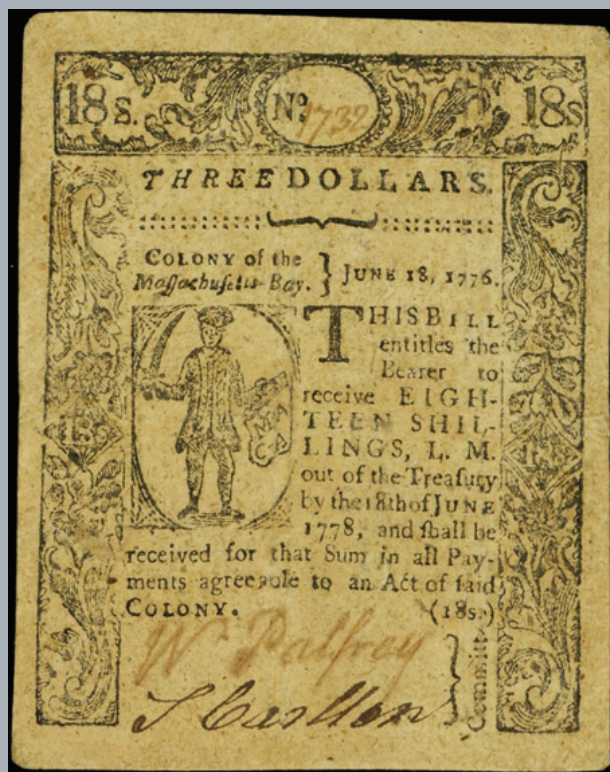 18s. No 1732 18s
THREE DOLLARS.
COLONY of the
Maſſachuſetts-Bay. } JUNE 18, 1776.
THIS BILL
entitles the
Bearer to
receive EIGH-
TEEN SHIL-
LINGS, L. M.
out of the Treaſury
by the 18th of JUNE
1778, and ſhall be
received for that Sum in all Pay-
ments agreeable to an Act of ſaid
COLONY. (18s.)
W Palfrey
} Committ